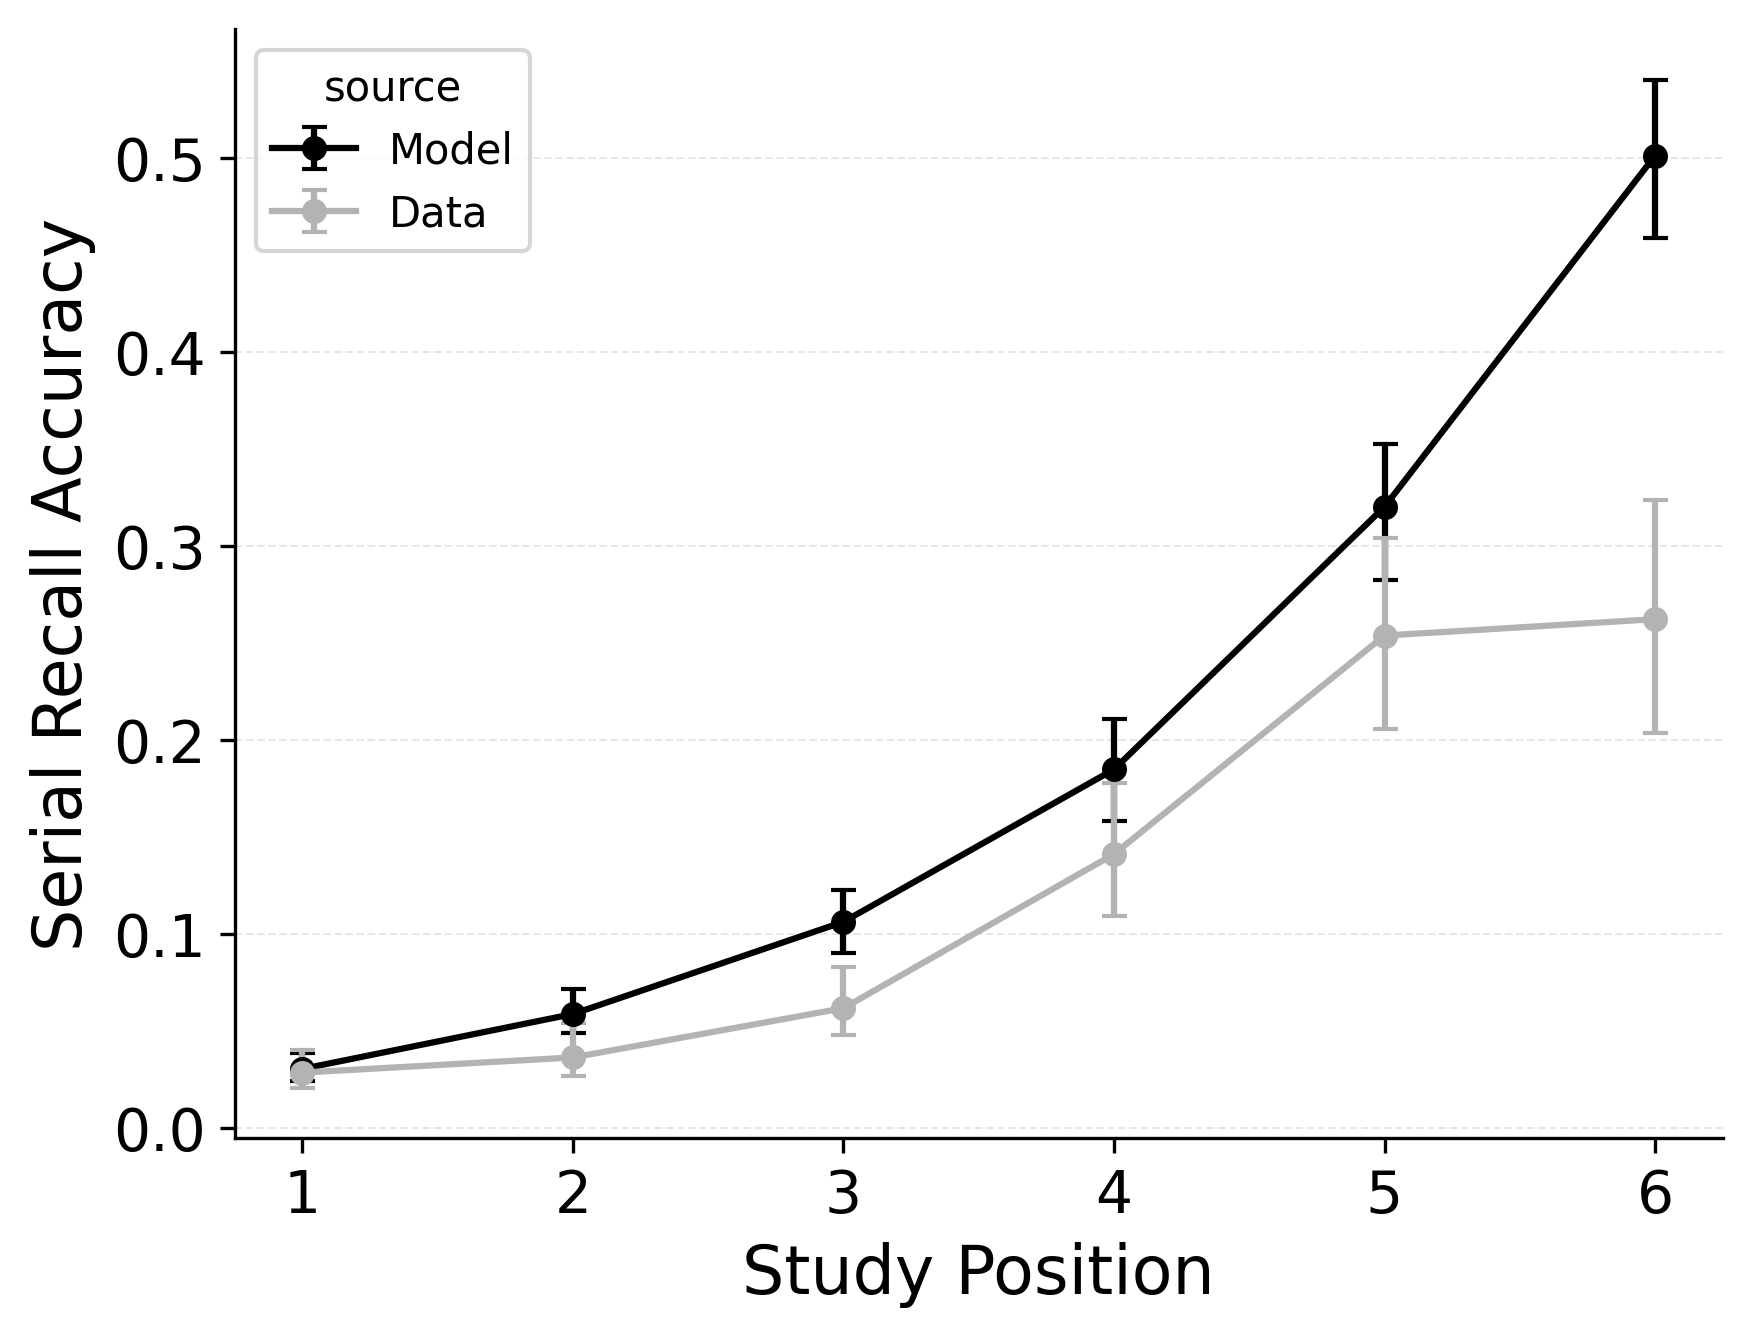 source
Model
Data
Serial Recall Accuracy
0.5
0.4
0.3
0.2
0.1
0.0
1 2 3 4 5 6
Study Position